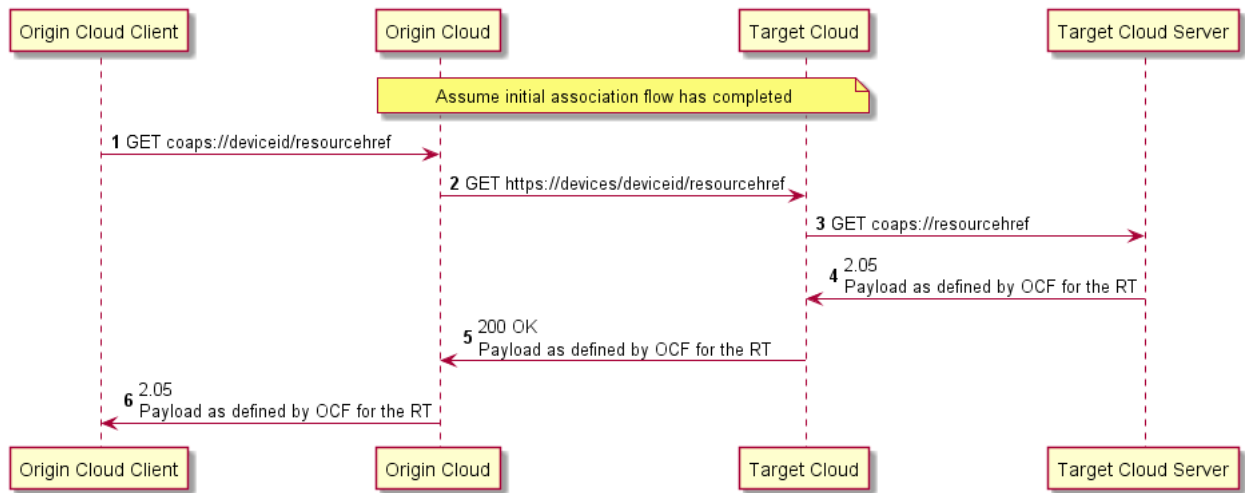 Origin Cloud Client
Origin Cloud
Target Cloud
Target Cloud Server
Assume initial association flow has completed
1 GET coaps://deviceid/resourcehref
2 GET https://devices/deviceid/resourcehref
3 GET coaps://resourcehref
4 2.05
Payload as defined by OCF for the RT
5 200 OK
Payload as defined by OCF for the RT
6 2.05
Payload as defined by OCF for the RT
Origin Cloud Client
Origin Cloud
Target Cloud
Target Cloud Server